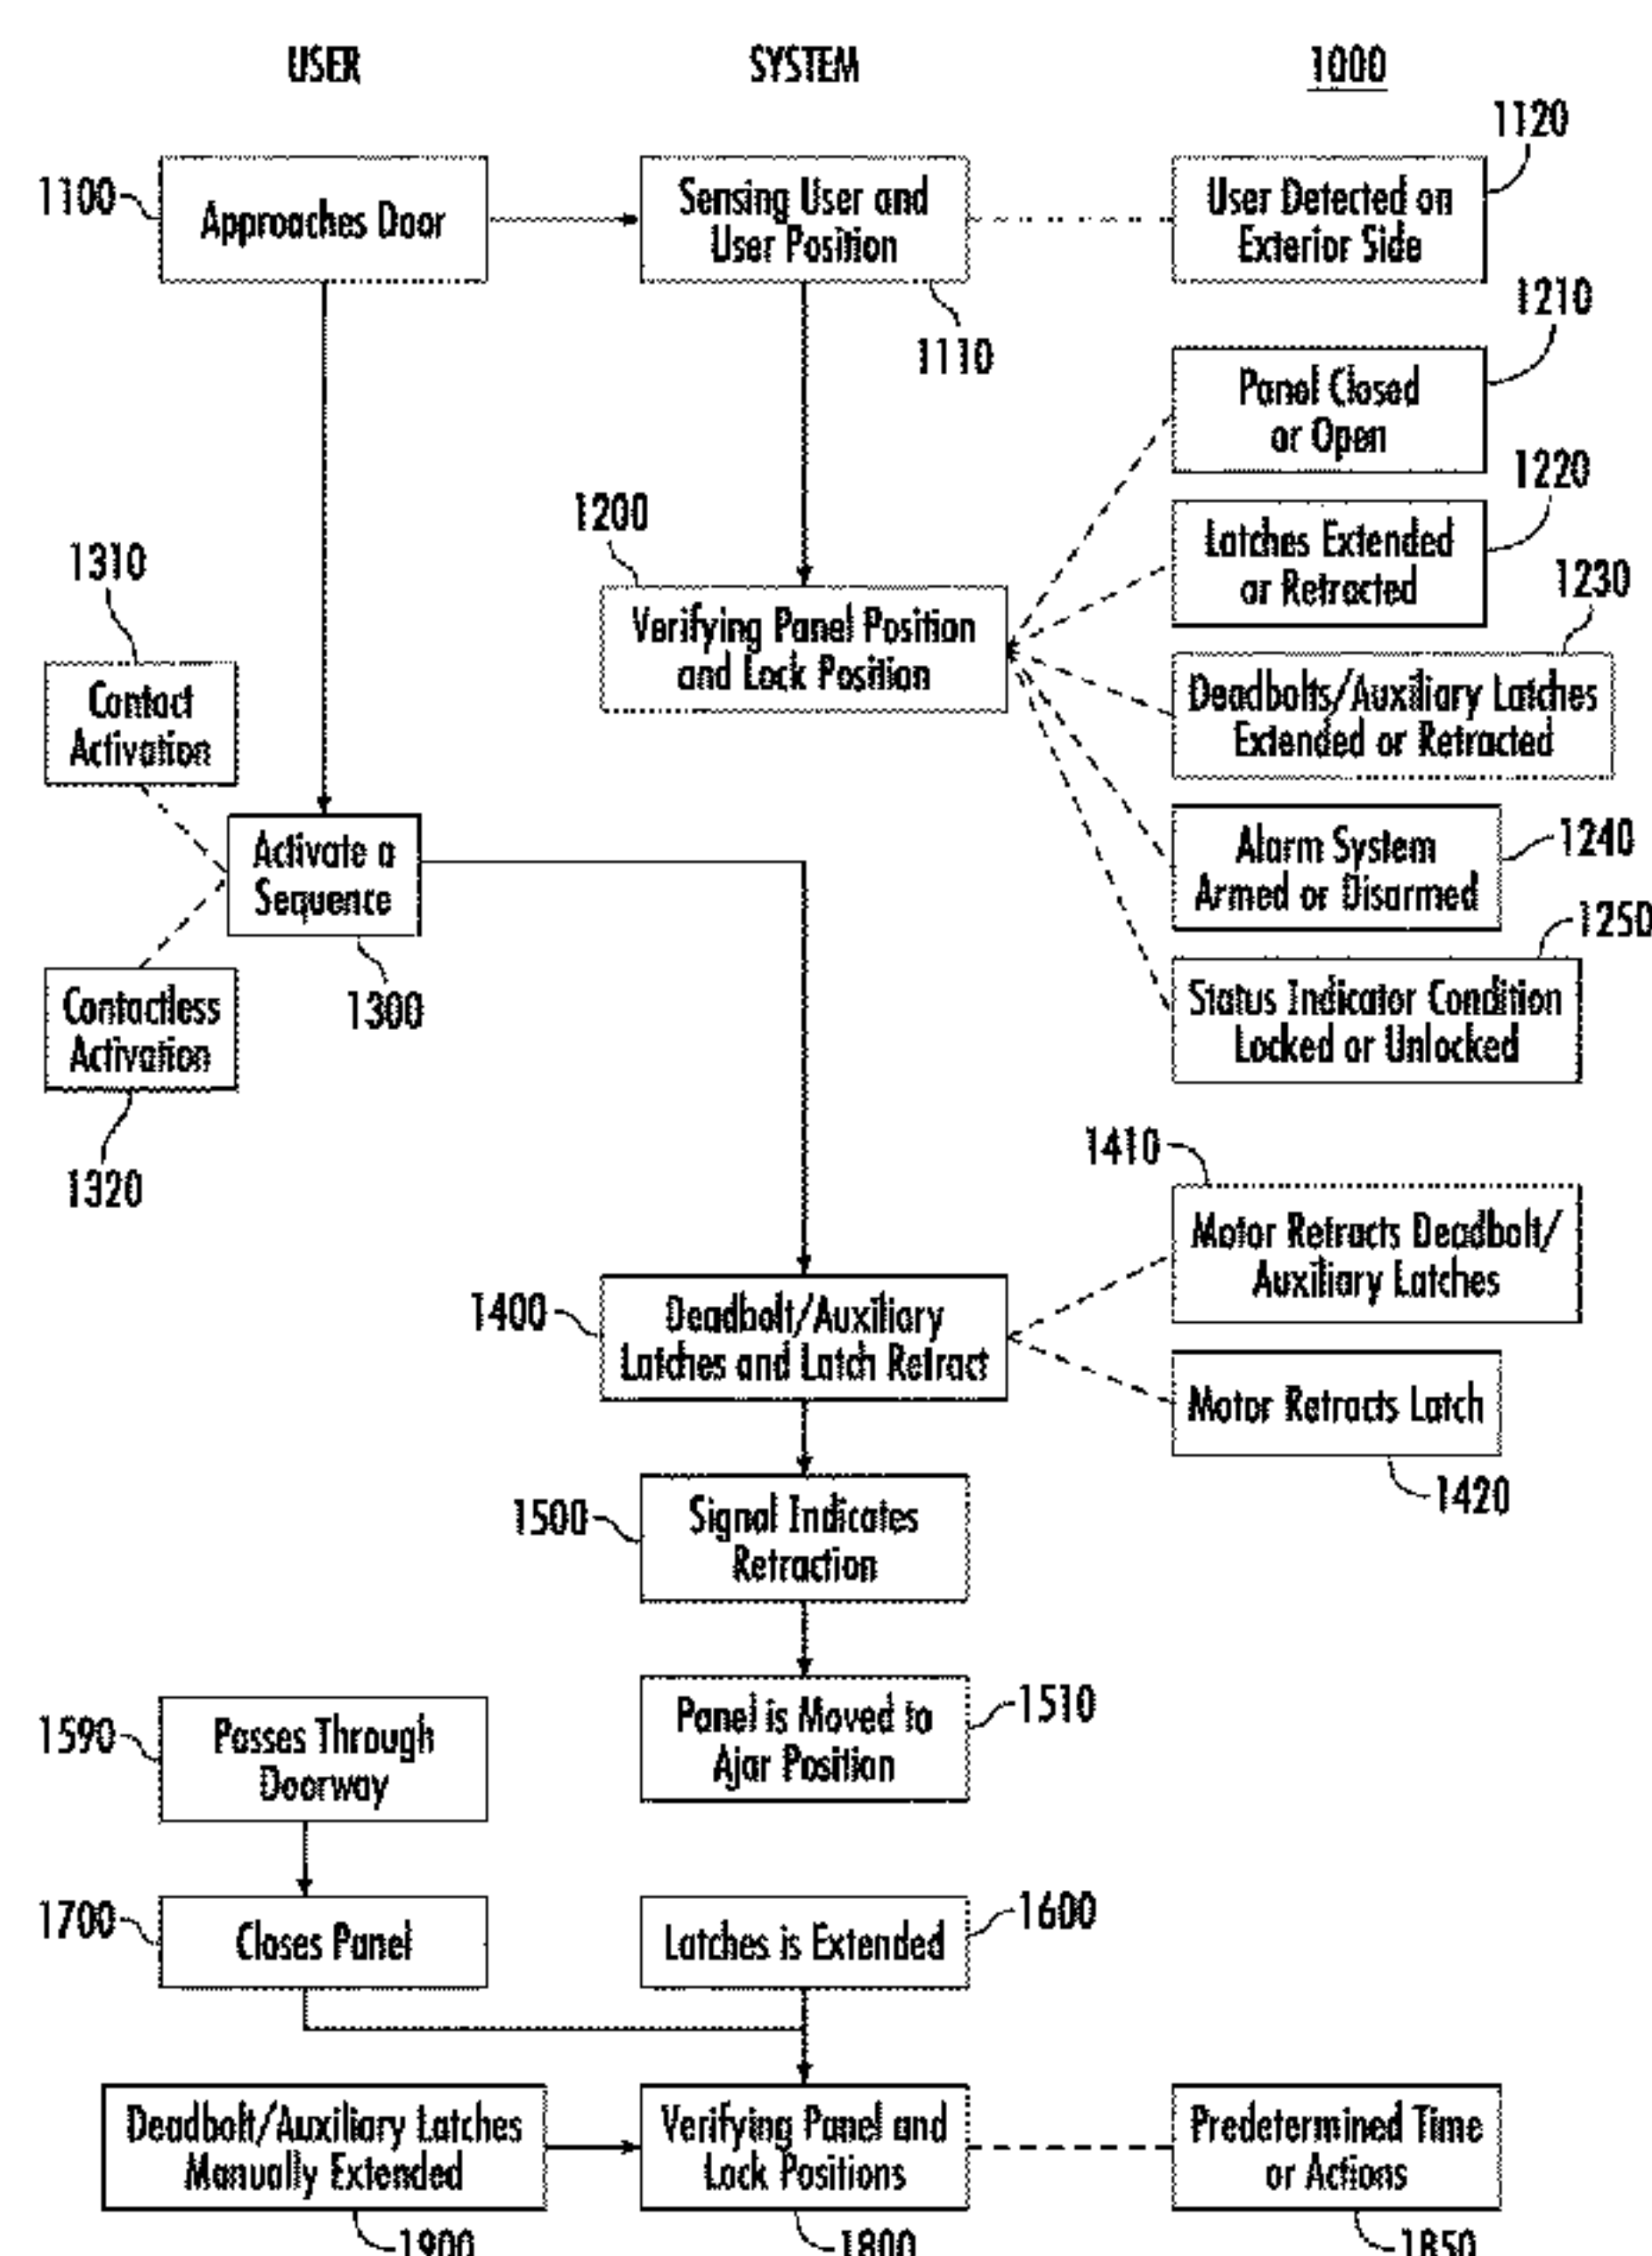 USER
SYSTEM
1000
1120
1100
Approaches Door
Sensing User and
User Position
User Detected on
Exterior Side
1110
1210
Panel Closed
or Open
1220
Latches Extended
or Retracted
1200
Verifying Panel Position
and Lock Position
1230
Deadbolts/Auxiliary Latches
Extended or Retracted
1310
Contact
Activation
Activate a
Sequence
1300
1240
Alarm System
Armed or Disarmed
1250
Status Indicator Condition
Locked or Unlocked
Contactless
Activation
1320
1410
Motor Retracts Deadbolt/
Auxiliary Latches
1400
Deadbolt/Auxiliary
Latches and Latch Retract
Motor Retracts Latch
1420
1500
Signal Indicates
Retraction
1590
Passes Through
Doorway
Panel is Moved to
Ajar Position
1510
1700
Closes Panel
Latches is Extended
1600
Deadbolt/Auxiliary Latches
Manually Extended
Verifying Panel and
Lock Positions
Predetermined Time
or Actions
1900
1800
1850